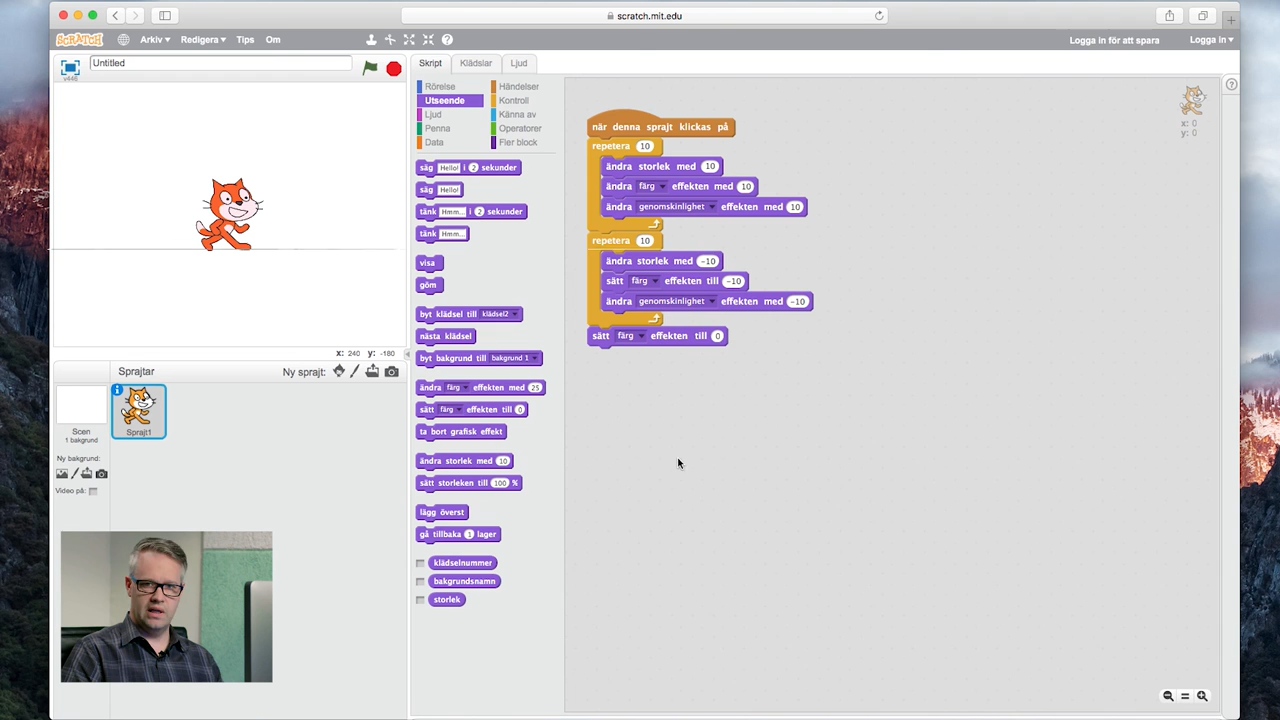 scratch.mit.edu
SCRATCH Arkiv Redigera Tips Om Logga in för att spara Logga in
v446 Untitled
Skript Klädslar Ljud
Rörelse Händelser
Utseende Kontroll
Ljud Känna av
Penna Operatorer
Data Fler block
säg Hello! i 2 sekunder
säg Hello!
tänk Hmm... i 2 sekunder
tänk Hmm...
visa
göm
byt klädsel till klädsel2
nästa klädsel
byt bakgrund till bakgrund 1
ändra färg effekten med 25
sätt färg effekten till 0
ta bort grafisk effekt
ändra storlek med 10
sätt storleken till 100 %
lägg överst
gå tillbaka 1 lager
klädselnummer
bakgrundsnamn
storlek
när denna sprajt klickas på
repetera 10
ändra storlek med 10
ändra färg effekten med 10
ändra genomskinlighet effekten med 10
repetera 10
ändra storlek med -10
sätt färg effekten till -10
ändra genomskinlighet effekten med -10
sätt färg effekten till 0
x: 0
y: 0
x: 240 y: -180
Sprajtar Ny sprajt:
Scen
1 bakgrund
Sprajt1
Ny bakgrund:
Video på: